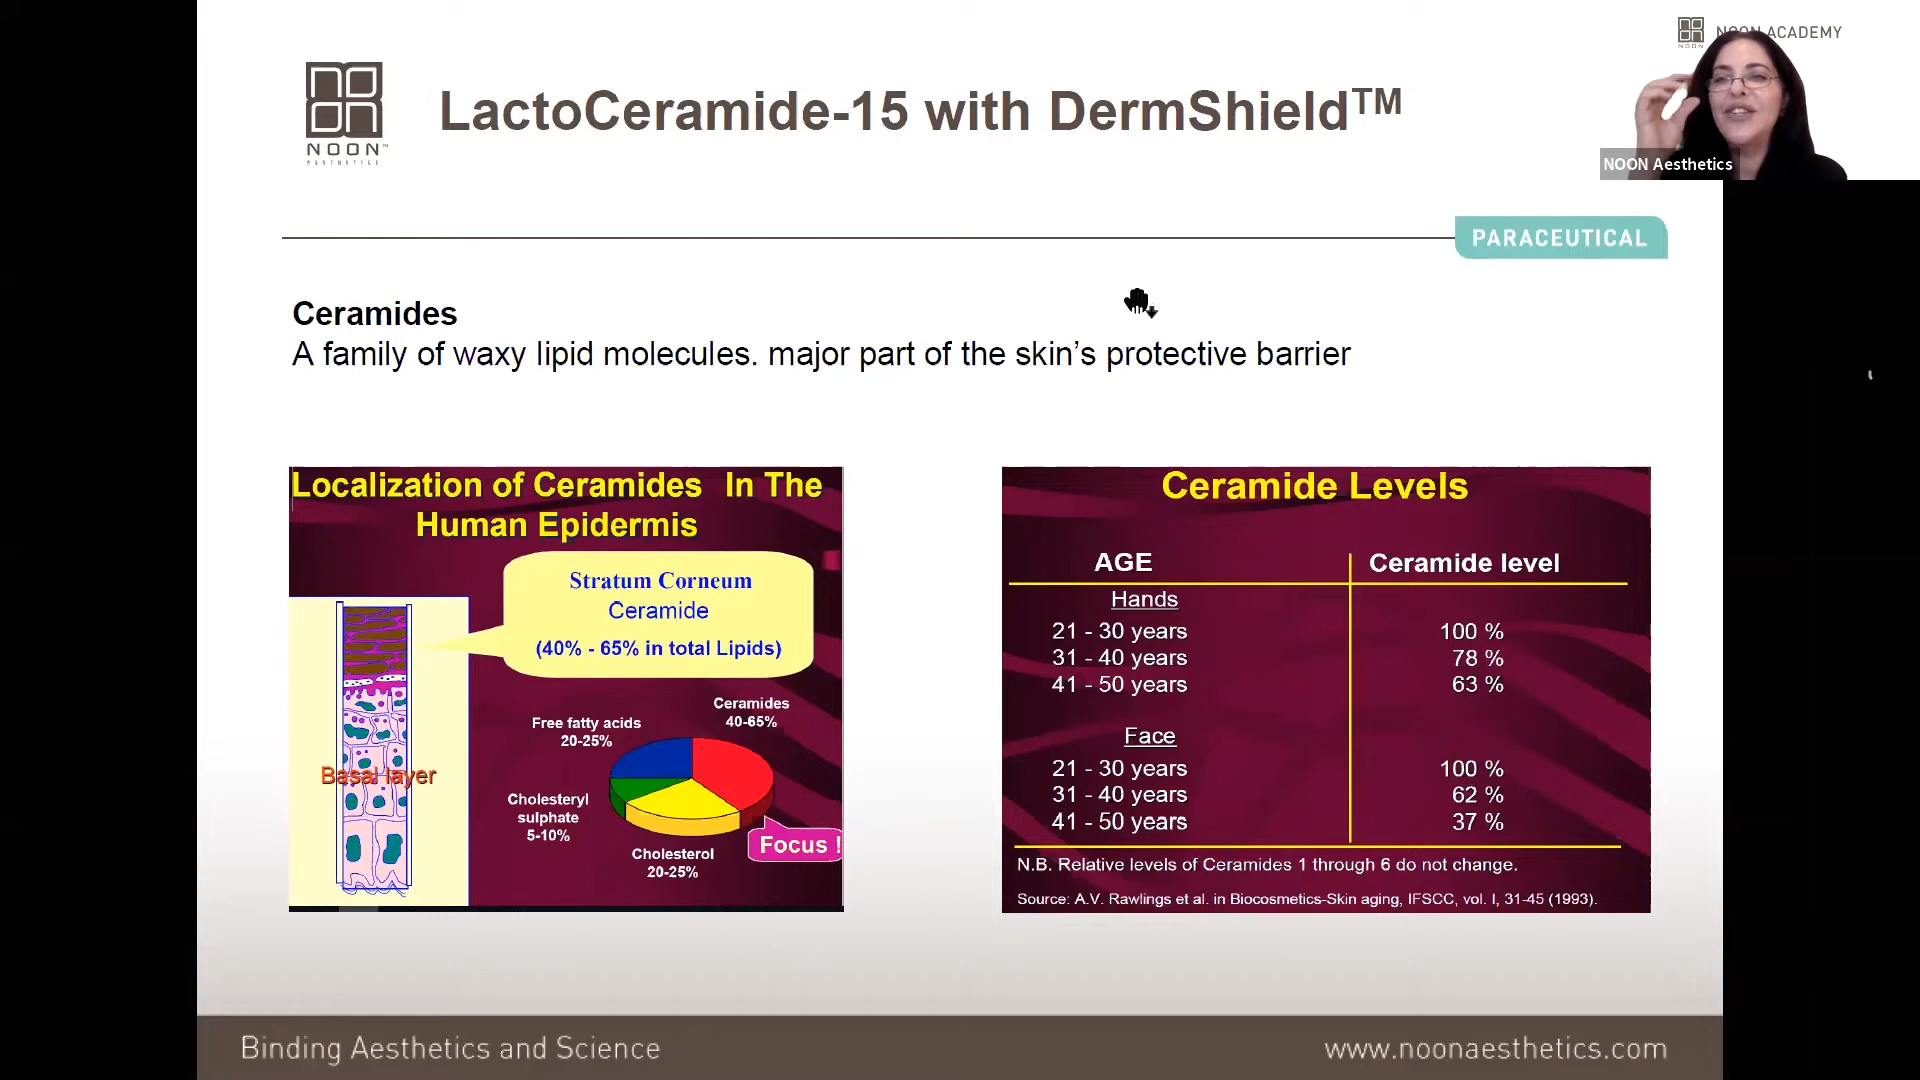 NOON ACADEMY
NOON
NOON™
AESTHETICS
LactoCeramide-15 with DermShield™
NOON Aesthetics
PARACEUTICAL
Ceramides
A family of waxy lipid molecules. major part of the skin’s protective barrier
Localization of Ceramides In The
Human Epidermis
Stratum Corneum
Ceramide
(40% - 65% in total Lipids)
Basal layer
Ceramides
40-65%
Free fatty acids
20-25%
Cholesteryl
sulphate
5-10%
Cholesterol
20-25%
Focus !
Ceramide Levels
AGE Ceramide level
Hands
21 - 30 years 100 %
31 - 40 years 78 %
41 - 50 years 63 %
Face
21 - 30 years 100 %
31 - 40 years 62 %
41 - 50 years 37 %
N.B. Relative levels of Ceramides 1 through 6 do not change.
Source: A.V. Rawlings et al. in Biocosmetics-Skin aging, IFSCC, vol. I, 31-45 (1993).
Binding Aesthetics and Science
www.noonaesthetics.com